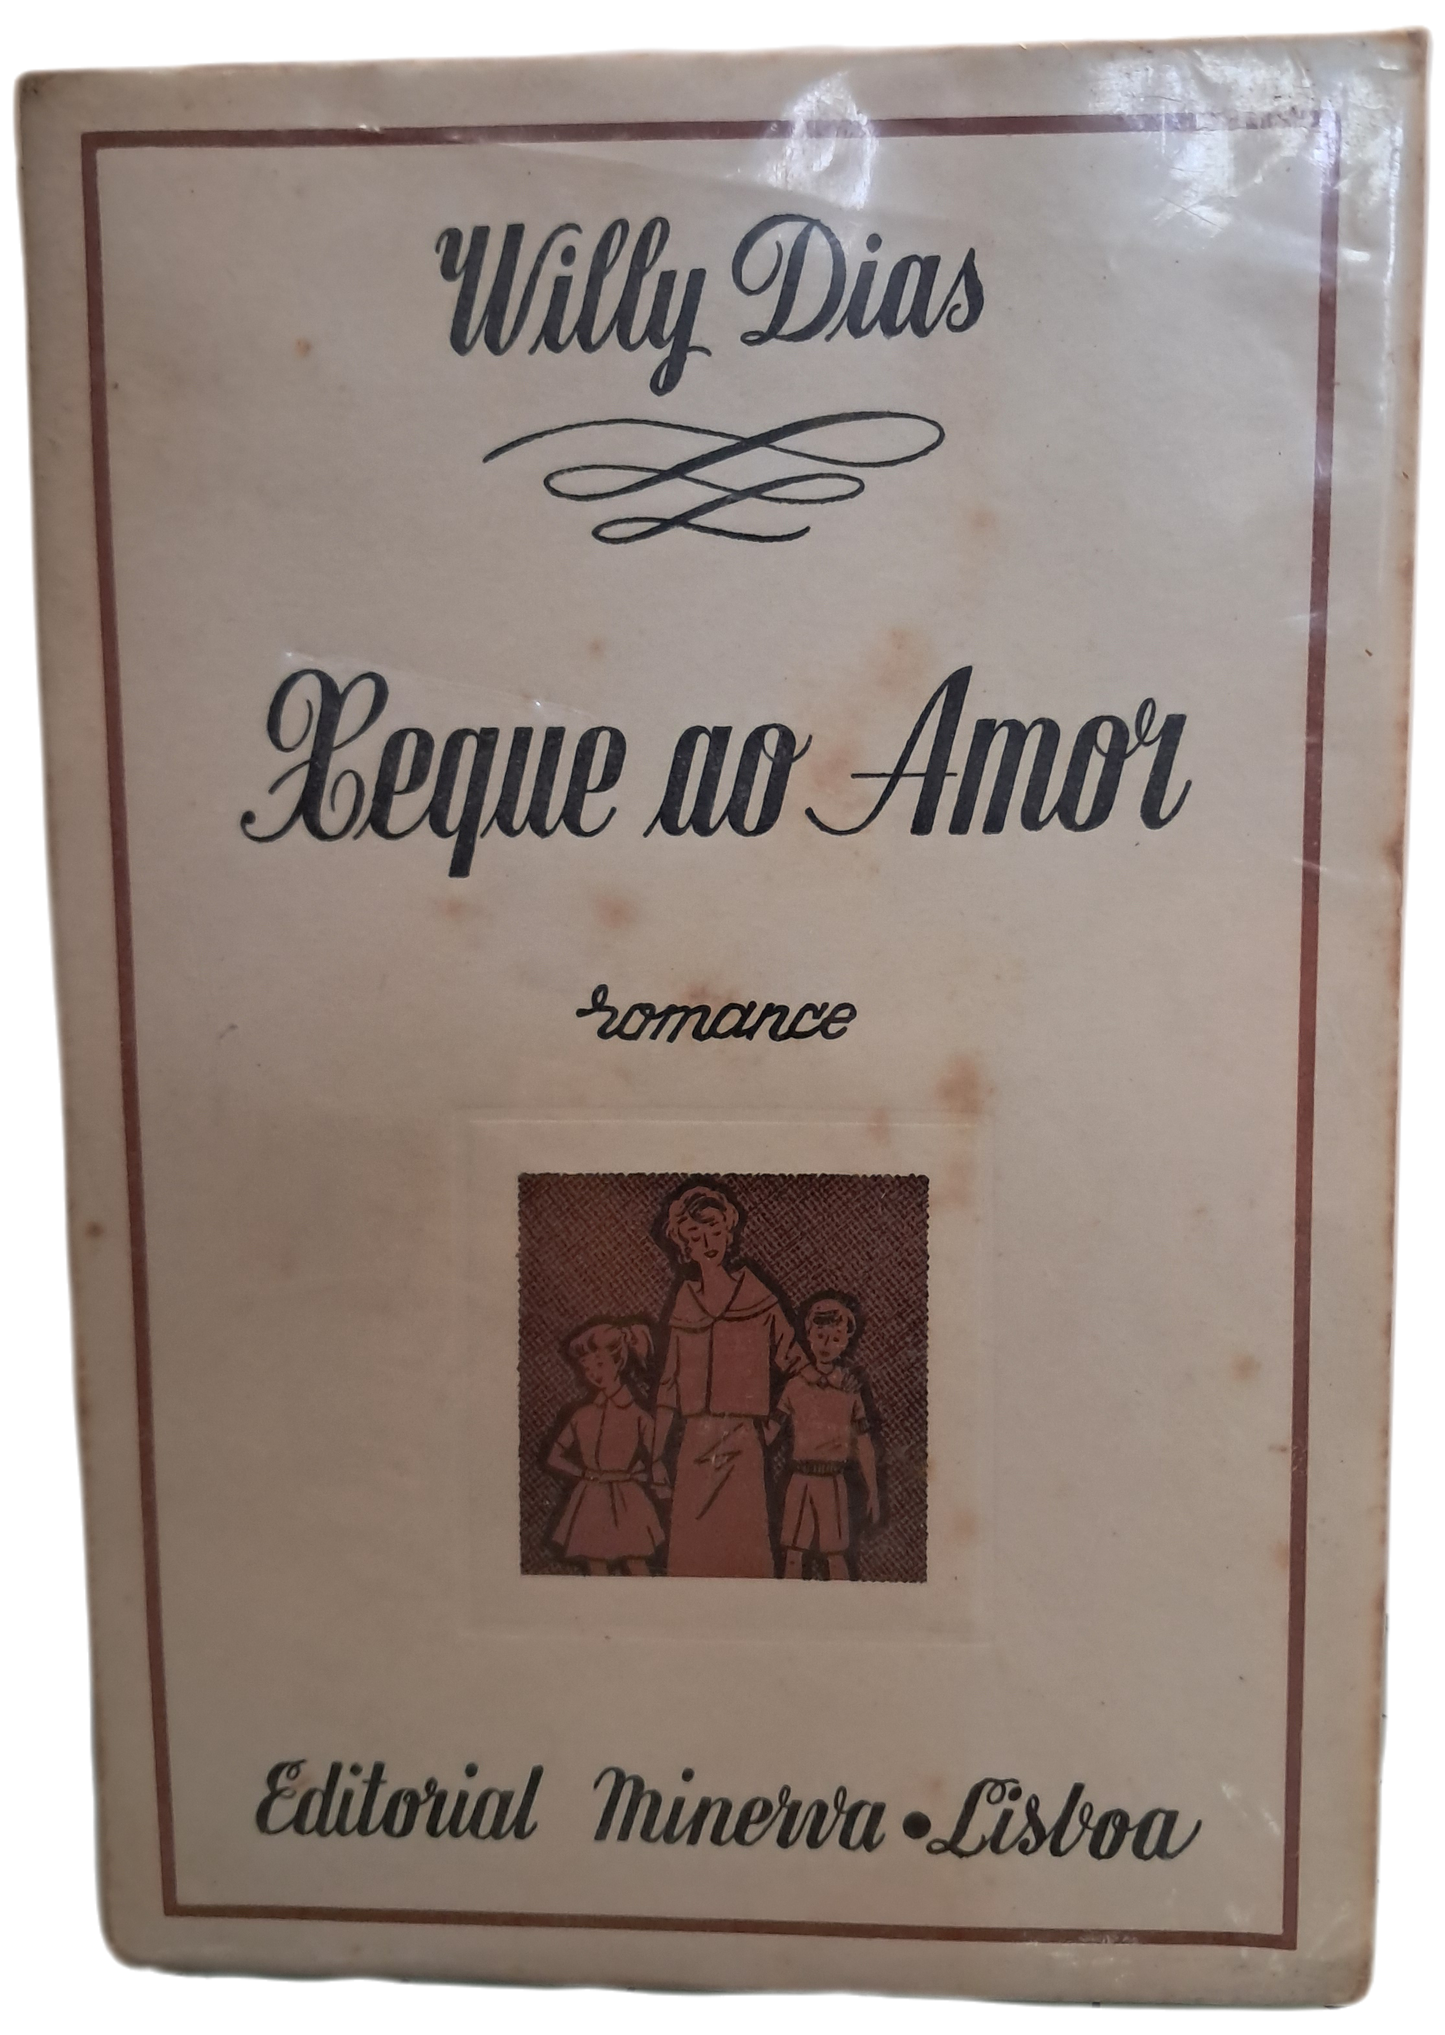 Willy Dias
Xeque ao Amor
romance
Editorial Minerva • Lisboa